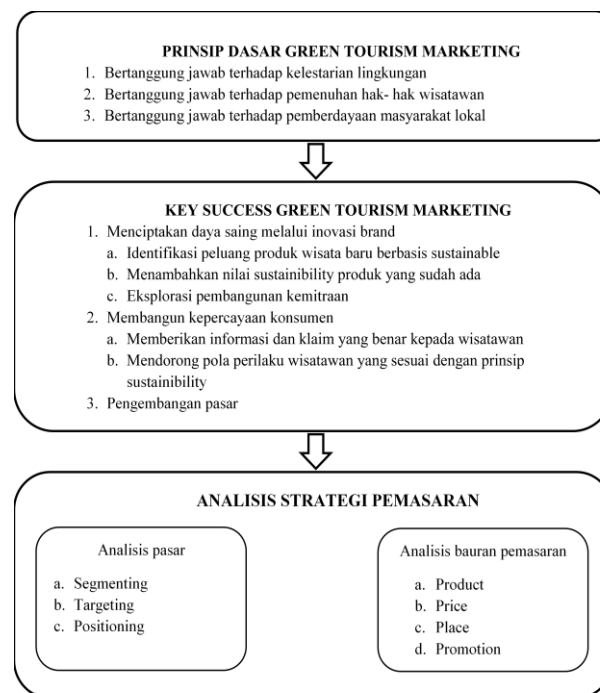 PRINSIP DASAR GREEN TOURISM MARKETING
1. Bertanggung jawab terhadap kelestarian lingkungan
2. Bertanggung jawab terhadap pemenuhan hak- hak wisatawan
3. Bertanggung jawab terhadap pemberdayaan masyarakat lokal
KEY SUCCESS GREEN TOURISM MARKETING
1. Menciptakan daya saing melalui inovasi brand
a. Identifikasi peluang produk wisata baru berbasis sustainable
b. Menambahkan nilai sustainibility produk yang sudah ada
c. Eksplorasi pembangunan kemitraan
2. Membangun kepercayaan konsumen
a. Memberikan informasi dan klaim yang benar kepada wisatawan
b. Mendorong pola perilaku wisatawan yang sesuai dengan prinsip
sustainibility
3. Pengembangan pasar
ANALISIS STRATEGI PEMASARAN
Analisis pasar
a. Segmenting
b. Targeting
c. Positioning
Analisis bauran pemasaran
a. Product
b. Price
c. Place
d. Promotion